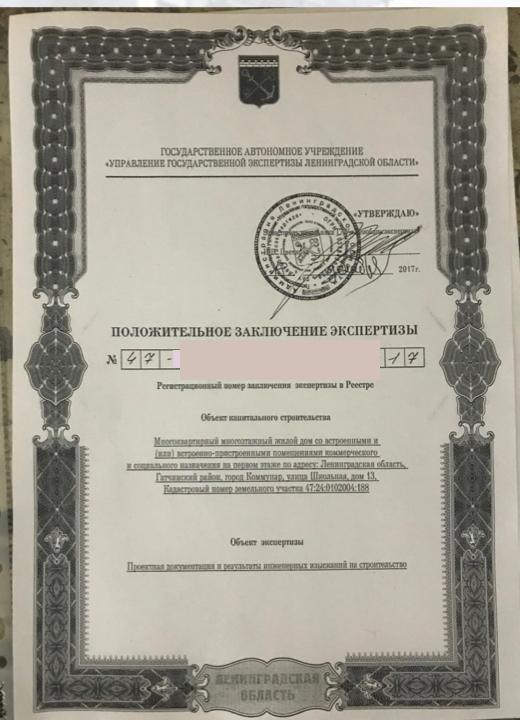 ГОСУДАРСТВЕННОЕ АВТОНОМНОЕ УЧРЕЖДЕНИЕ
«УПРАВЛЕНИЕ ГОСУДАРСТВЕННОЙ ЭКСПЕРТИЗЫ ЛЕНИНГРАДСКОЙ ОБЛАСТИ»
«УТВЕРЖДАЮ»
2017г.
ПОЛОЖИТЕЛЬНОЕ ЗАКЛЮЧЕНИЕ ЭКСПЕРТИЗЫ
№ 4 7 - 1 7
Регистрационный номер заключения экспертизы в Реестре
Объект капитального строительства
Многоквартирный многоэтажный жилой дом со встроенными и
(или) встроенно-пристроенными помещениями коммерческого
и социального назначения на первом этаже по адресу: Ленинградская область,
Гатчинский район, город Коммунар, улица Школьная, дом 13,
Кадастровый номер земельного участка 47:24:0102004:188
Объект экспертизы
Проектная документация и результаты инженерных изысканий на строительство
ЛЕНИНГРАДСКАЯ
ОБЛАСТЬ